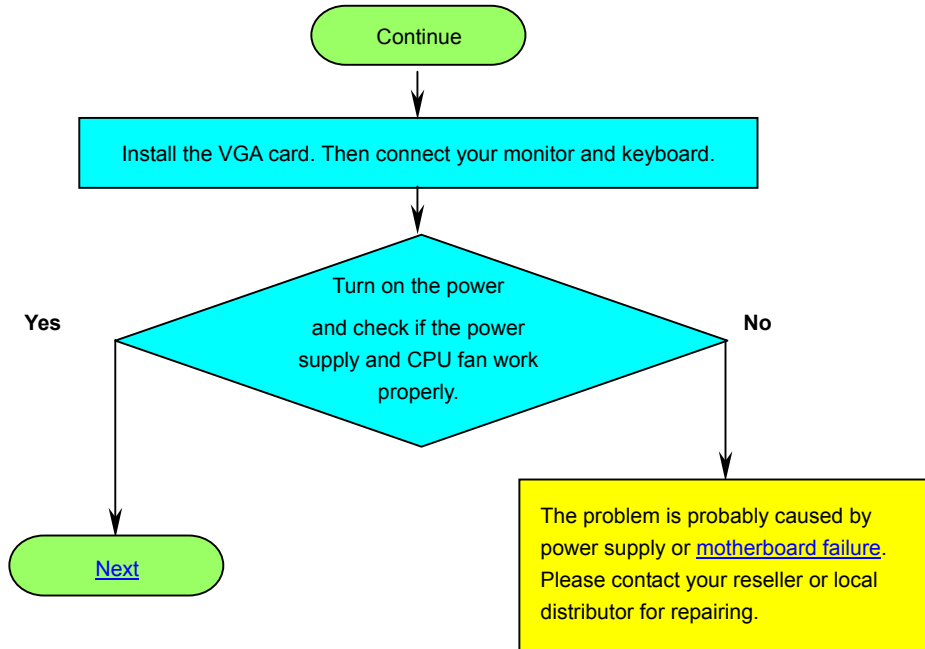 Continue
Install the VGA card. Then connect your monitor and keyboard.
Turn on the power
and check if the power
supply and CPU fan work
properly.
Yes
No
Next
The problem is probably caused by
power supply or motherboard failure.
Please contact your reseller or local
distributor for repairing.